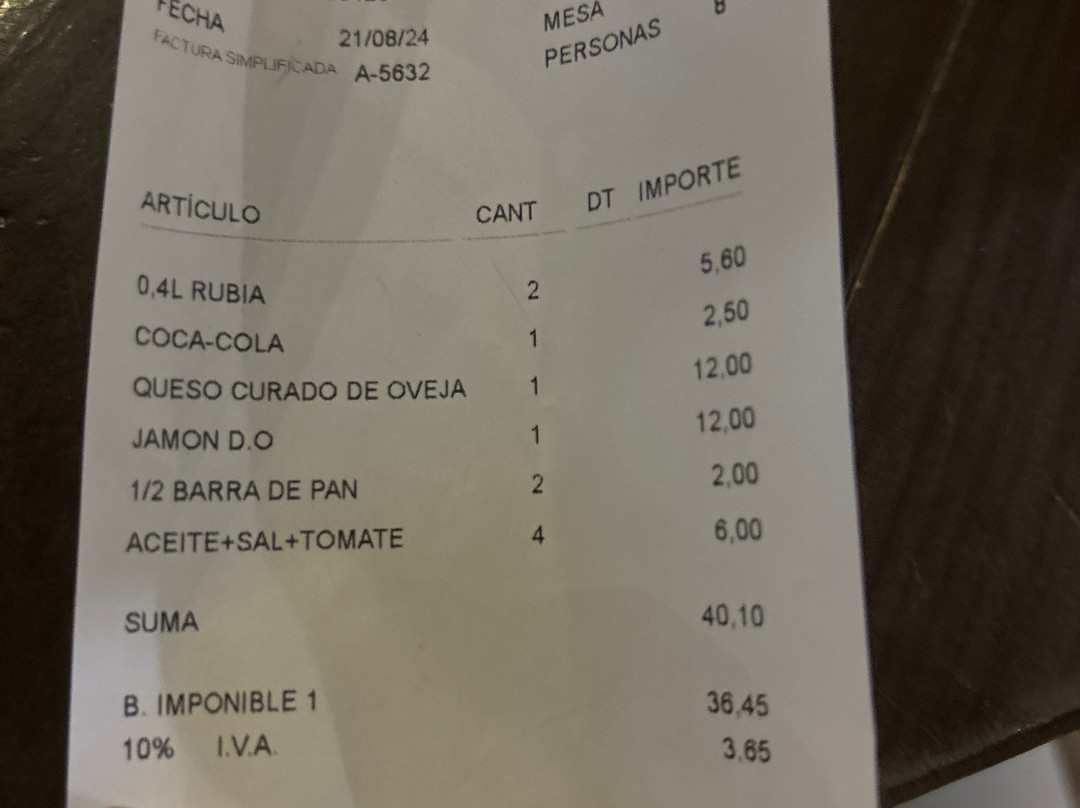 FECHA 21/08/24 MESA 8
FACTURA SIMPLIFICADA A-5632 PERSONAS
ARTÍCULO CANT DT IMPORTE
0,4L RUBIA 2 5,60
COCA-COLA 1 2,50
QUESO CURADO DE OVEJA 1 12,00
JAMON D.O 1 12,00
1/2 BARRA DE PAN 2 2,00
ACEITE+SAL+TOMATE 4 6,00
SUMA 40,10
B. IMPONIBLE 1 36,45
10% I.V.A. 3,65